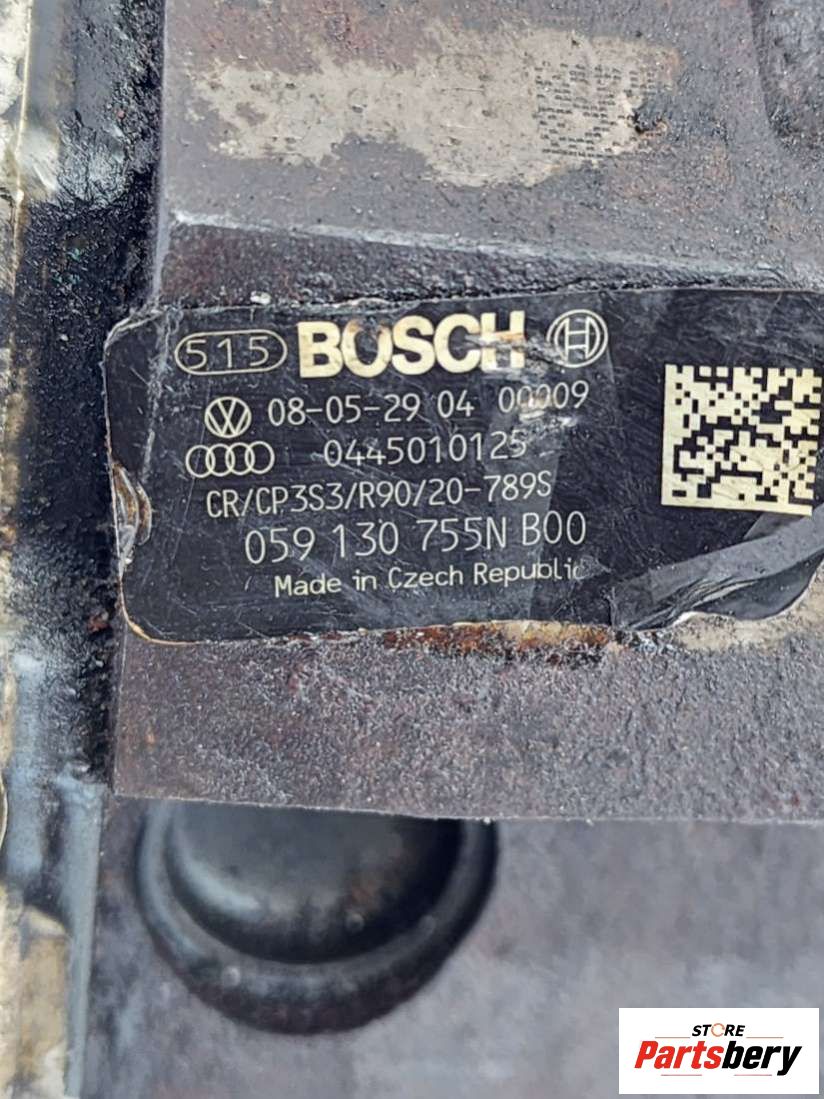 515 BOSCH
08-05-29 04 00009
0445010125
CR/CP3S3/R90/20-789S
059 130 755N B00
Made in Czech Republic
STORE
Partsbery